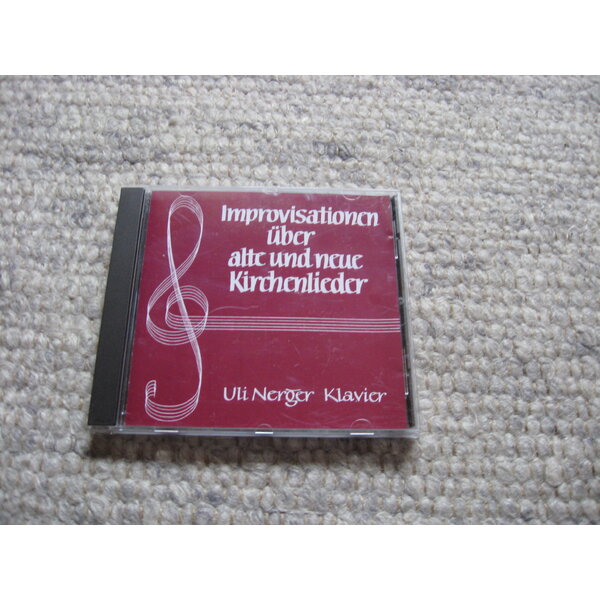 Improvisationen
über
alte und neue
Kirchenlieder
Uli Nerger Klavier